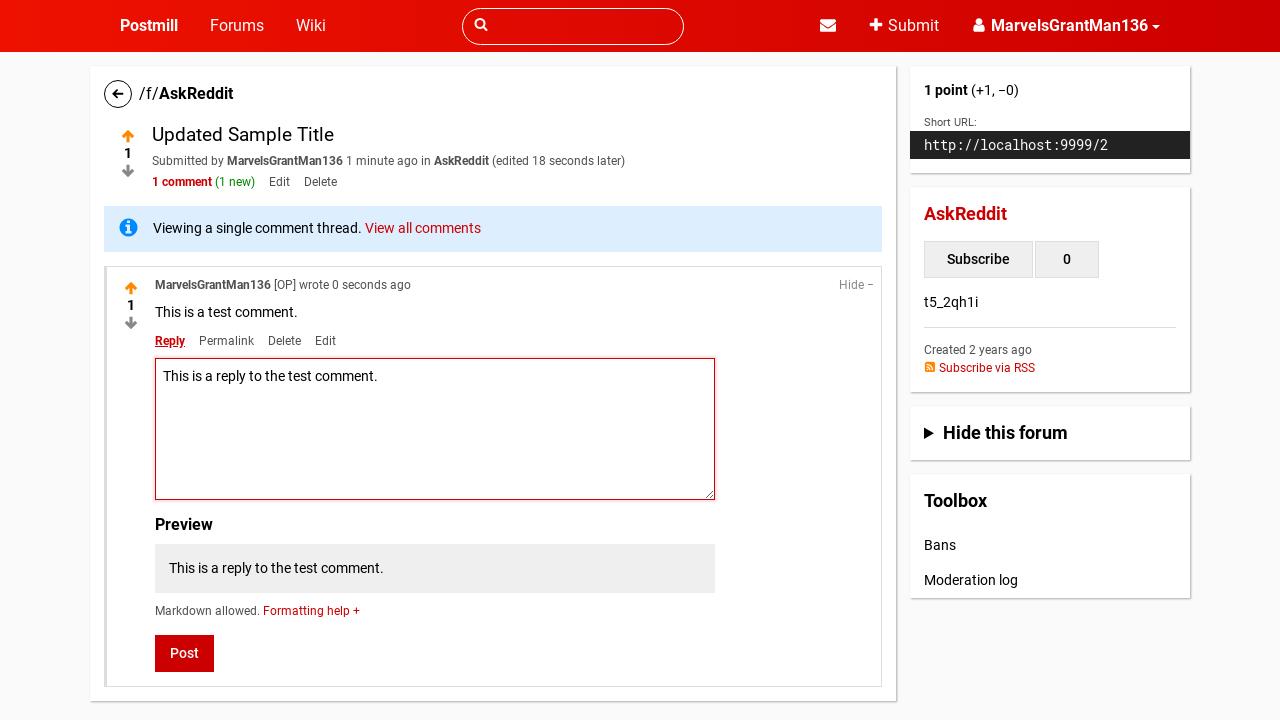 Postmill Forums Wiki Submit MarvelsGrantMan136
/f/AskReddit
Updated Sample Title
1
Submitted by MarvelsGrantMan136 1 minute ago in AskReddit (edited 18 seconds later)
1 comment (1 new) Edit Delete
Viewing a single comment thread. View all comments
MarvelsGrantMan136 [OP] wrote 0 seconds ago Hide −
1
This is a test comment.
Reply Permalink Delete Edit
This is a reply to the test comment.
Preview
This is a reply to the test comment.
Markdown allowed. Formatting help +
Post
1 point (+1, −0)
Short URL:
http://localhost:9999/2
AskReddit
Subscribe 0
t5_2qh1i
Created 2 years ago
Subscribe via RSS
Hide this forum
Toolbox
Bans
Moderation log